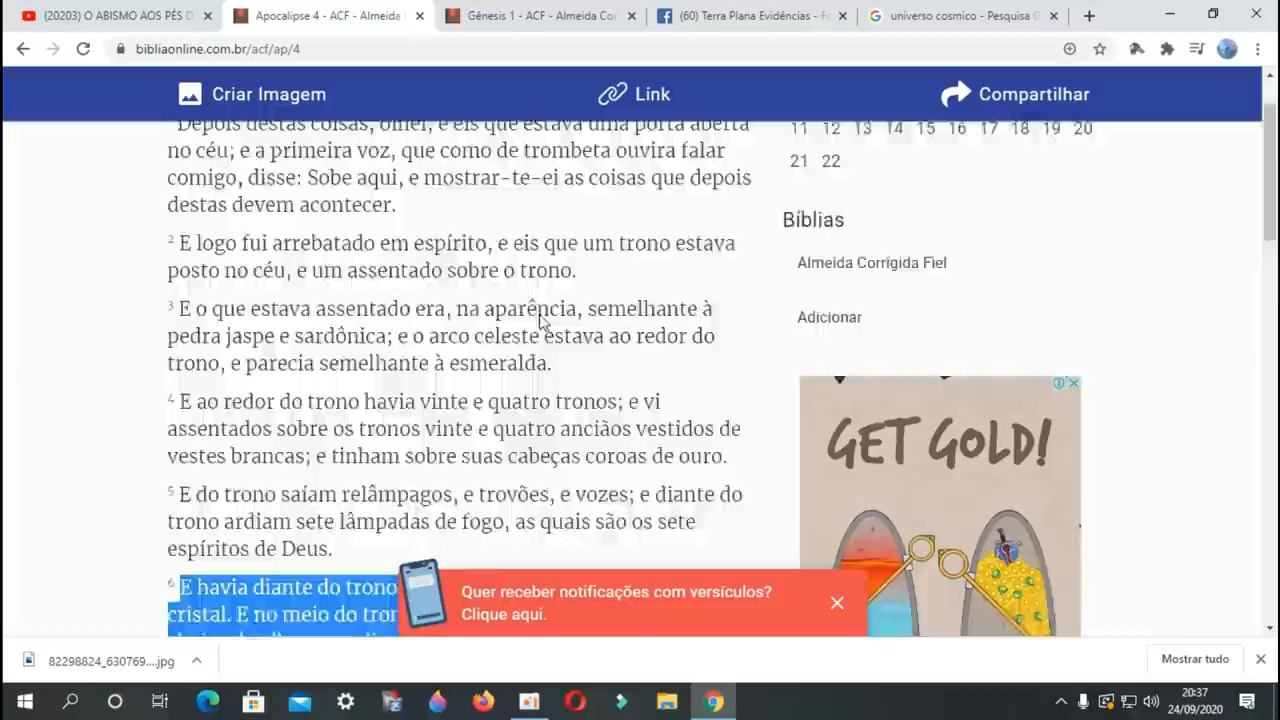 (20203) O ABISMO AOS PÉS D
Apocalipse 4 - ACF - Almeida
Gênesis 1 - ACF - Almeida Co
(60) Terra Plana Evidências - F
universo cosmico - Pesquisa G
bibliaonline.com.br/acf/ap/4
Criar Imagem
Link
Compartilhar
Depois destas coisas, olhei, e eis que estava uma porta aberta
no céu; e a primeira voz, que como de trombeta ouvira falar
comigo, disse: Sobe aqui, e mostrar-te-ei as coisas que depois
destas devem acontecer.
2 E logo fui arrebatado em espírito, e eis que um trono estava
posto no céu, e um assentado sobre o trono.
3 E o que estava assentado era, na aparência, semelhante à
pedra jaspe e sardônica; e o arco celeste estava ao redor do
trono, e parecia semelhante à esmeralda.
4 E ao redor do trono havia vinte e quatro tronos; e vi
assentados sobre os tronos vinte e quatro anciãos vestidos de
vestes brancas; e tinham sobre suas cabeças coroas de ouro.
5 E do trono saíam relâmpagos, e trovões, e vozes; e diante do
trono ardiam sete lâmpadas de fogo, as quais são os sete
espíritos de Deus.
6 E havia diante do trono
cristal. E no meio do tron
11 12 13 14 15 16 17 18 19 20
21 22
Bíblias
Almeida Corrigida Fiel
Adicionar
GET GOLD!
Quer receber notificações com versículos?
Clique aqui.
82298824_630769....jpg
Mostrar tudo
20:37
24/09/2020